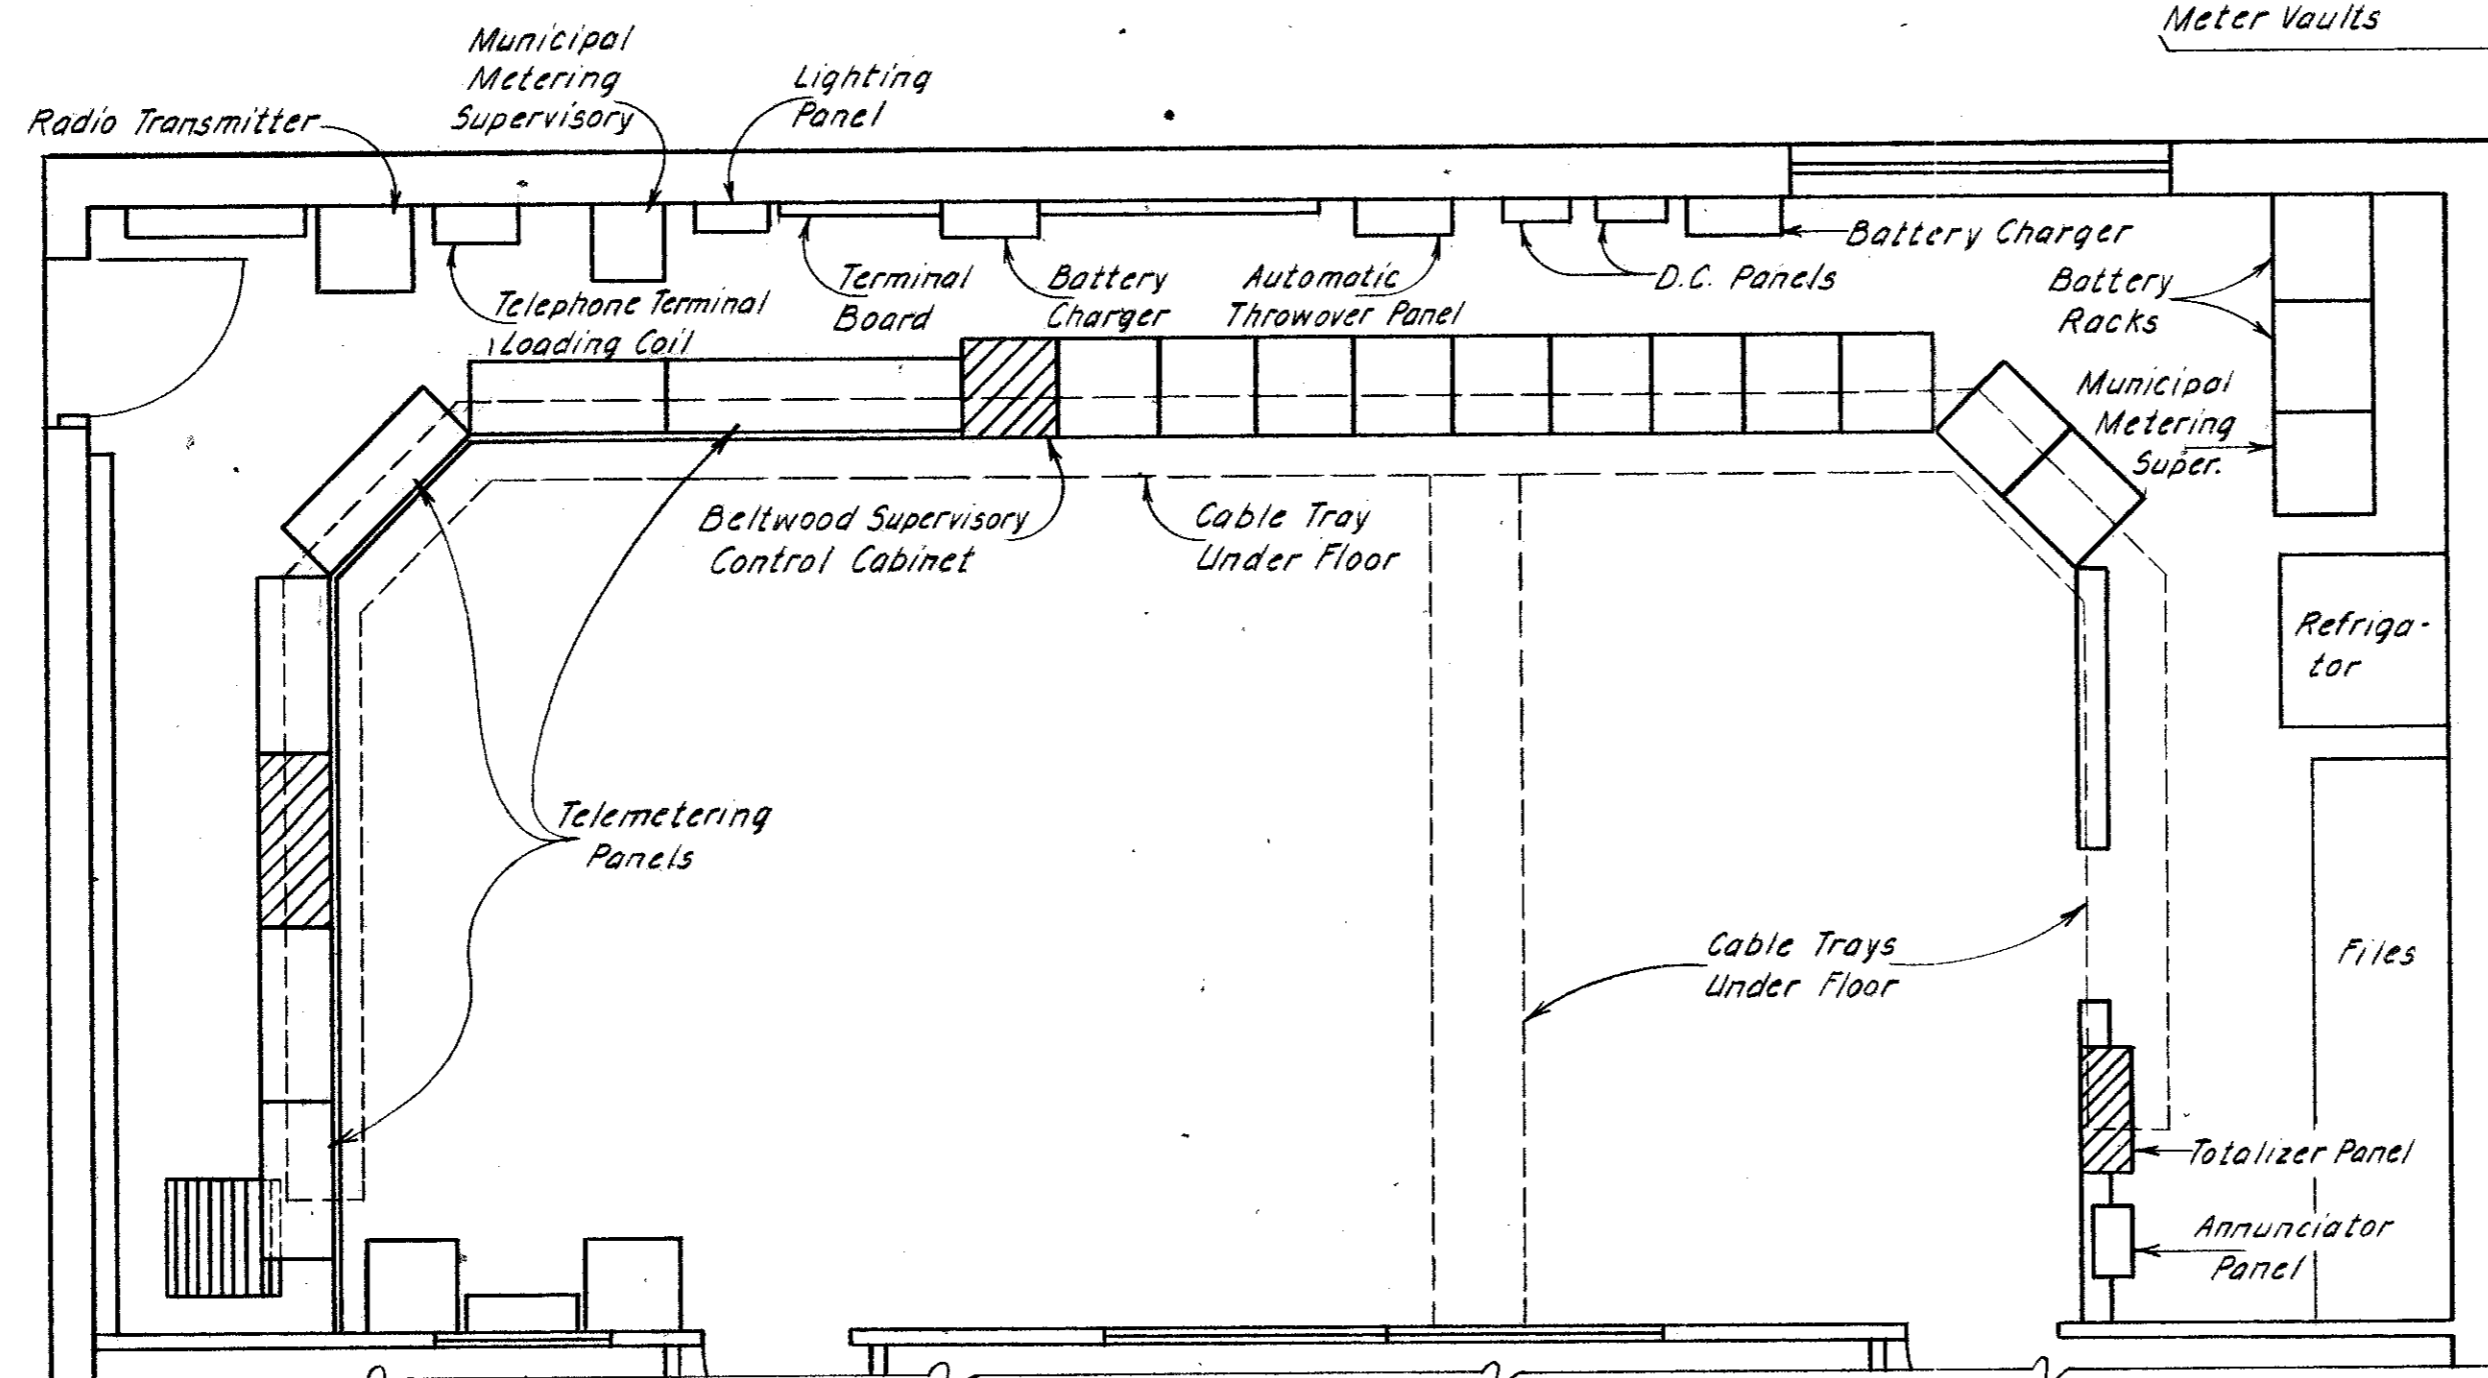 Meter Vaults
Municipal
Metering
Supervisory
Lighting
Panel
Radio Transmitter
Battery Charger
Terminal
Board
Battery
Charger
Automatic
Throwover Panel
D.C. Panels
Battery
Racks
Telephone Terminal
Loading Coil
Municipal
Metering
Super.
Beltwood Supervisory
Control Cabinet
Cable Tray
Under Floor
Refriga-
tor
Telemetering
Panels
Cable Trays
Under Floor
Files
Totalizer Panel
Annunciator
Panel